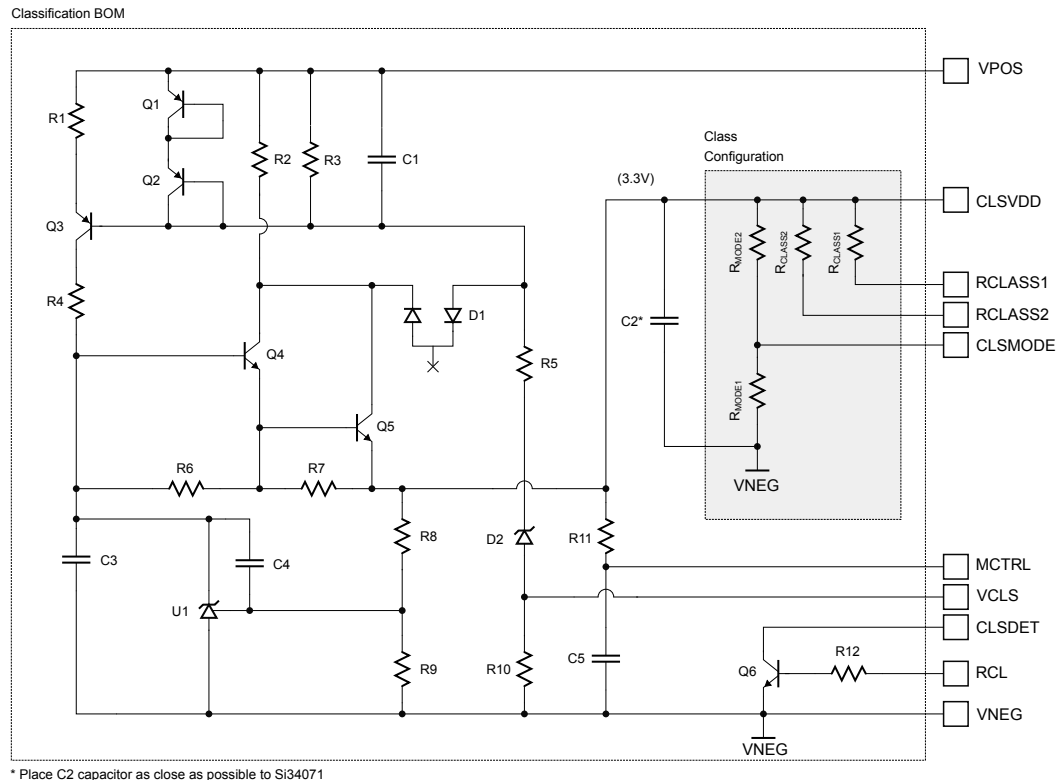 Classification BOM
VPOS
Q1
R1
R2
R3
C1
Class
Configuration
Q2
(3.3V)
CLSVDD
Q3
RMODE2
RCLASS2
RCLASS1
RCLASS1
R4
RCLASS2
D1
C2*
CLSMODE
Q4
R5
RMODE1
Q5
R6
R7
VNEG
R8
D2
R11
C3
C4
MCTRL
VCLS
U1
CLSDET
R12
C5
R9
R10
Q6
RCL
VNEG
VNEG
* Place C2 capacitor as close as possible to Si34071